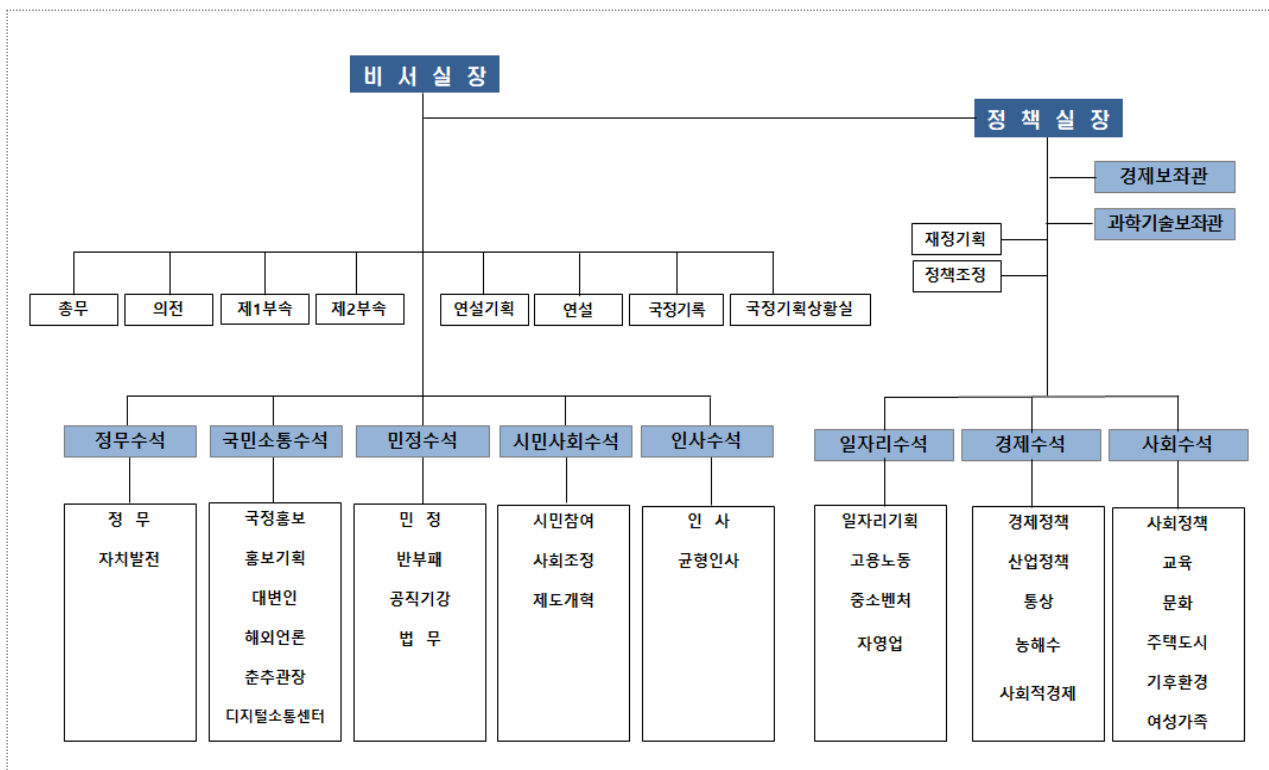 비 서 실 장
정 책 실 장
경제보좌관
과학기술보좌관
재정기획
정책조정
총무
의전
제1부속
제2부속
연설기획
연설
국정기록
국정기획상황실
정무수석
국민소통수석
민정수석
시민사회수석
인사수석
일자리수석
경제수석
사회수석
정 무
자치발전
국정홍보
홍보기획
대변인
해외언론
춘추관장
디지털소통센터
민 정
반부패
공직기강
법 무
시민참여
사회조정
제도개혁
인 사
균형인사
일자리기획
고용노동
중소벤처
자영업
경제정책
산업정책
통상
농해수
사회적경제
사회정책
교육
문화
주택도시
기후환경
여성가족